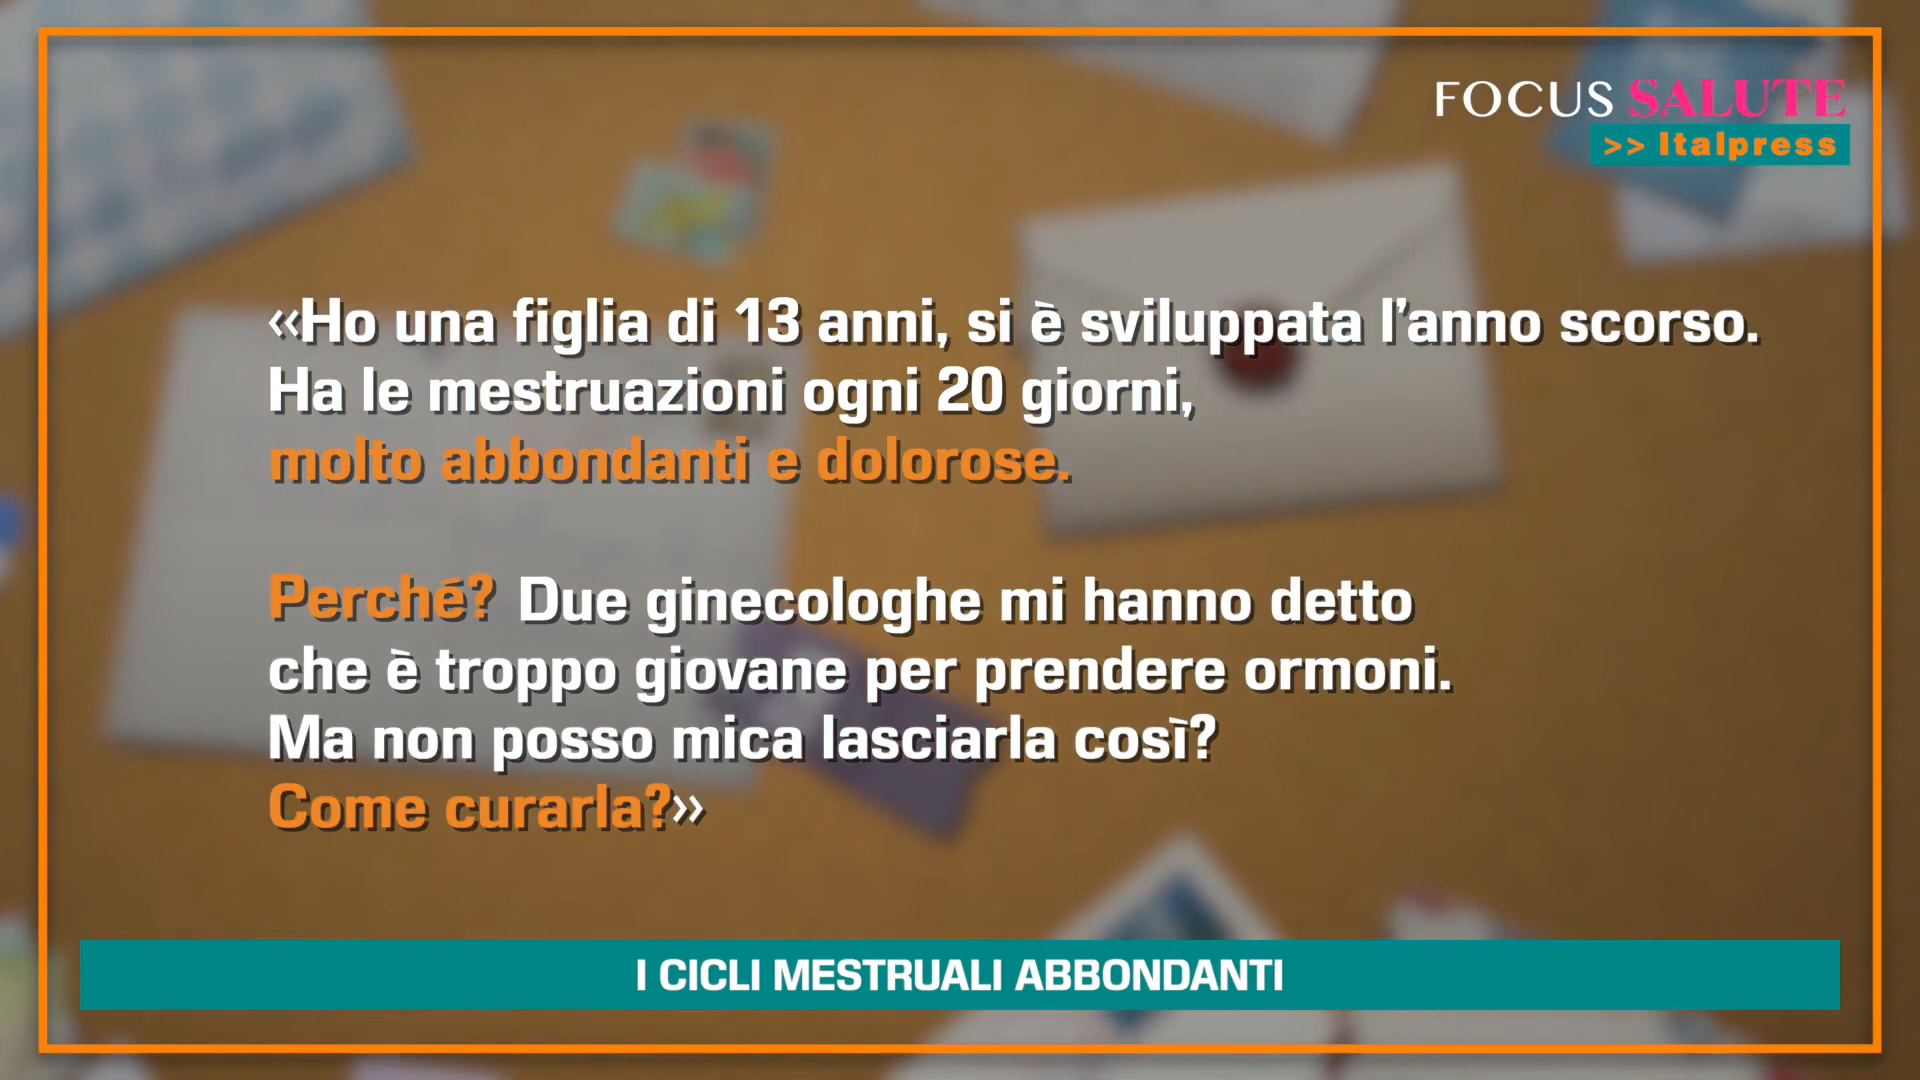 FOCUS SALUTE
>> Italpress
«Ho una figlia di 13 anni, si è sviluppata l'anno scorso.
Ha le mestruazioni ogni 20 giorni,
molto abbondanti e dolorose.
Perché? Due ginecologhe mi hanno detto
che è troppo giovane per prendere ormoni.
Ma non posso mica lasciarla così?
Come curarla?»
I CICLI MESTRUALI ABBONDANTI